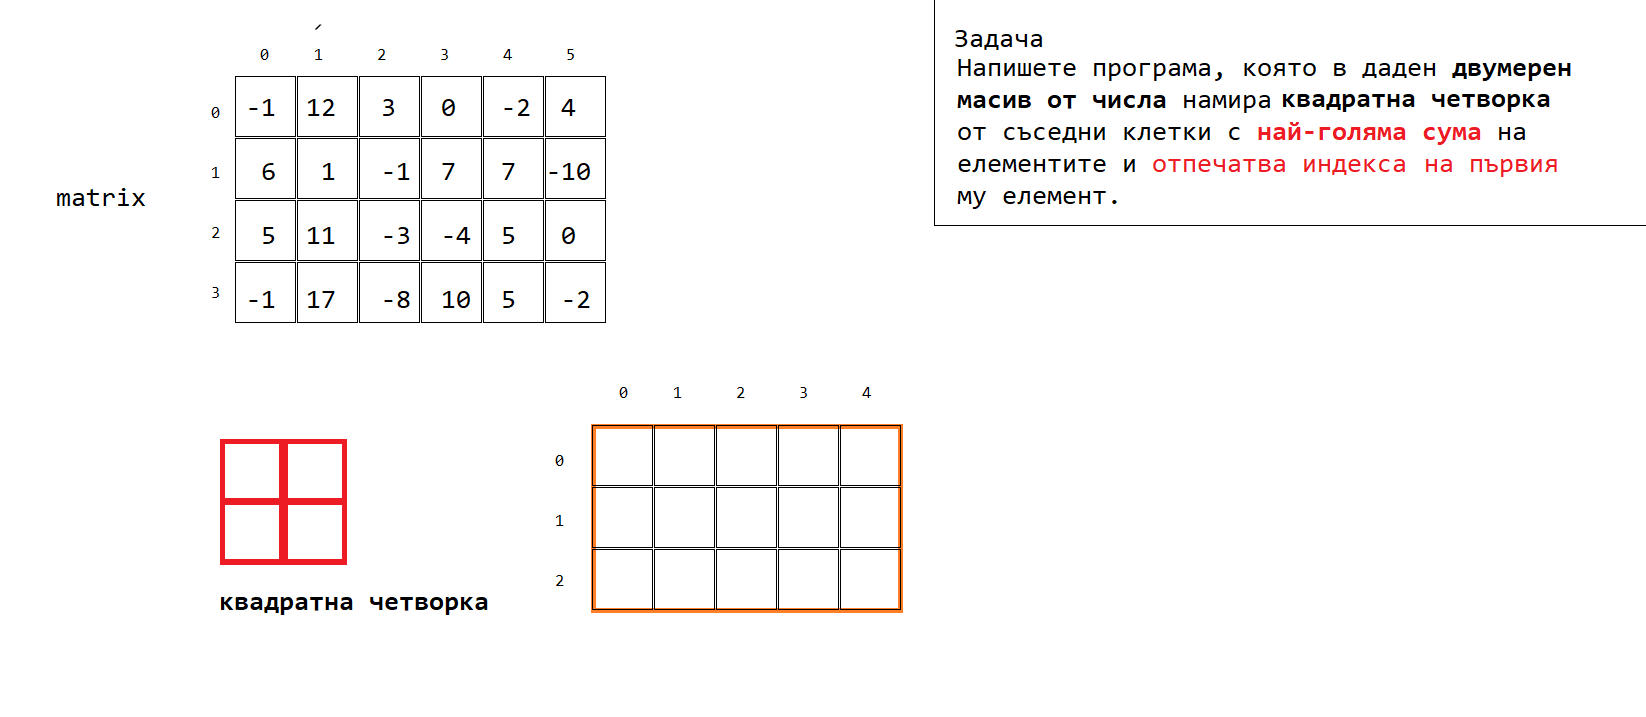 Задача
Напишете програма, която в даден двумерен
масив от числа намира квадратна четворка
от съседни клетки с най-голяма сума на
елементите и отпечатва индекса на първия
му елемент.
0 1 2 3 4 5
0 -1 12 3 0 -2 4
1 6 1 -1 7 7 -10
matrix
2 5 11 -3 -4 5 0
3 -1 17 -8 10 5 -2
0 1 2 3 4
0
1
2
квадратна четворка